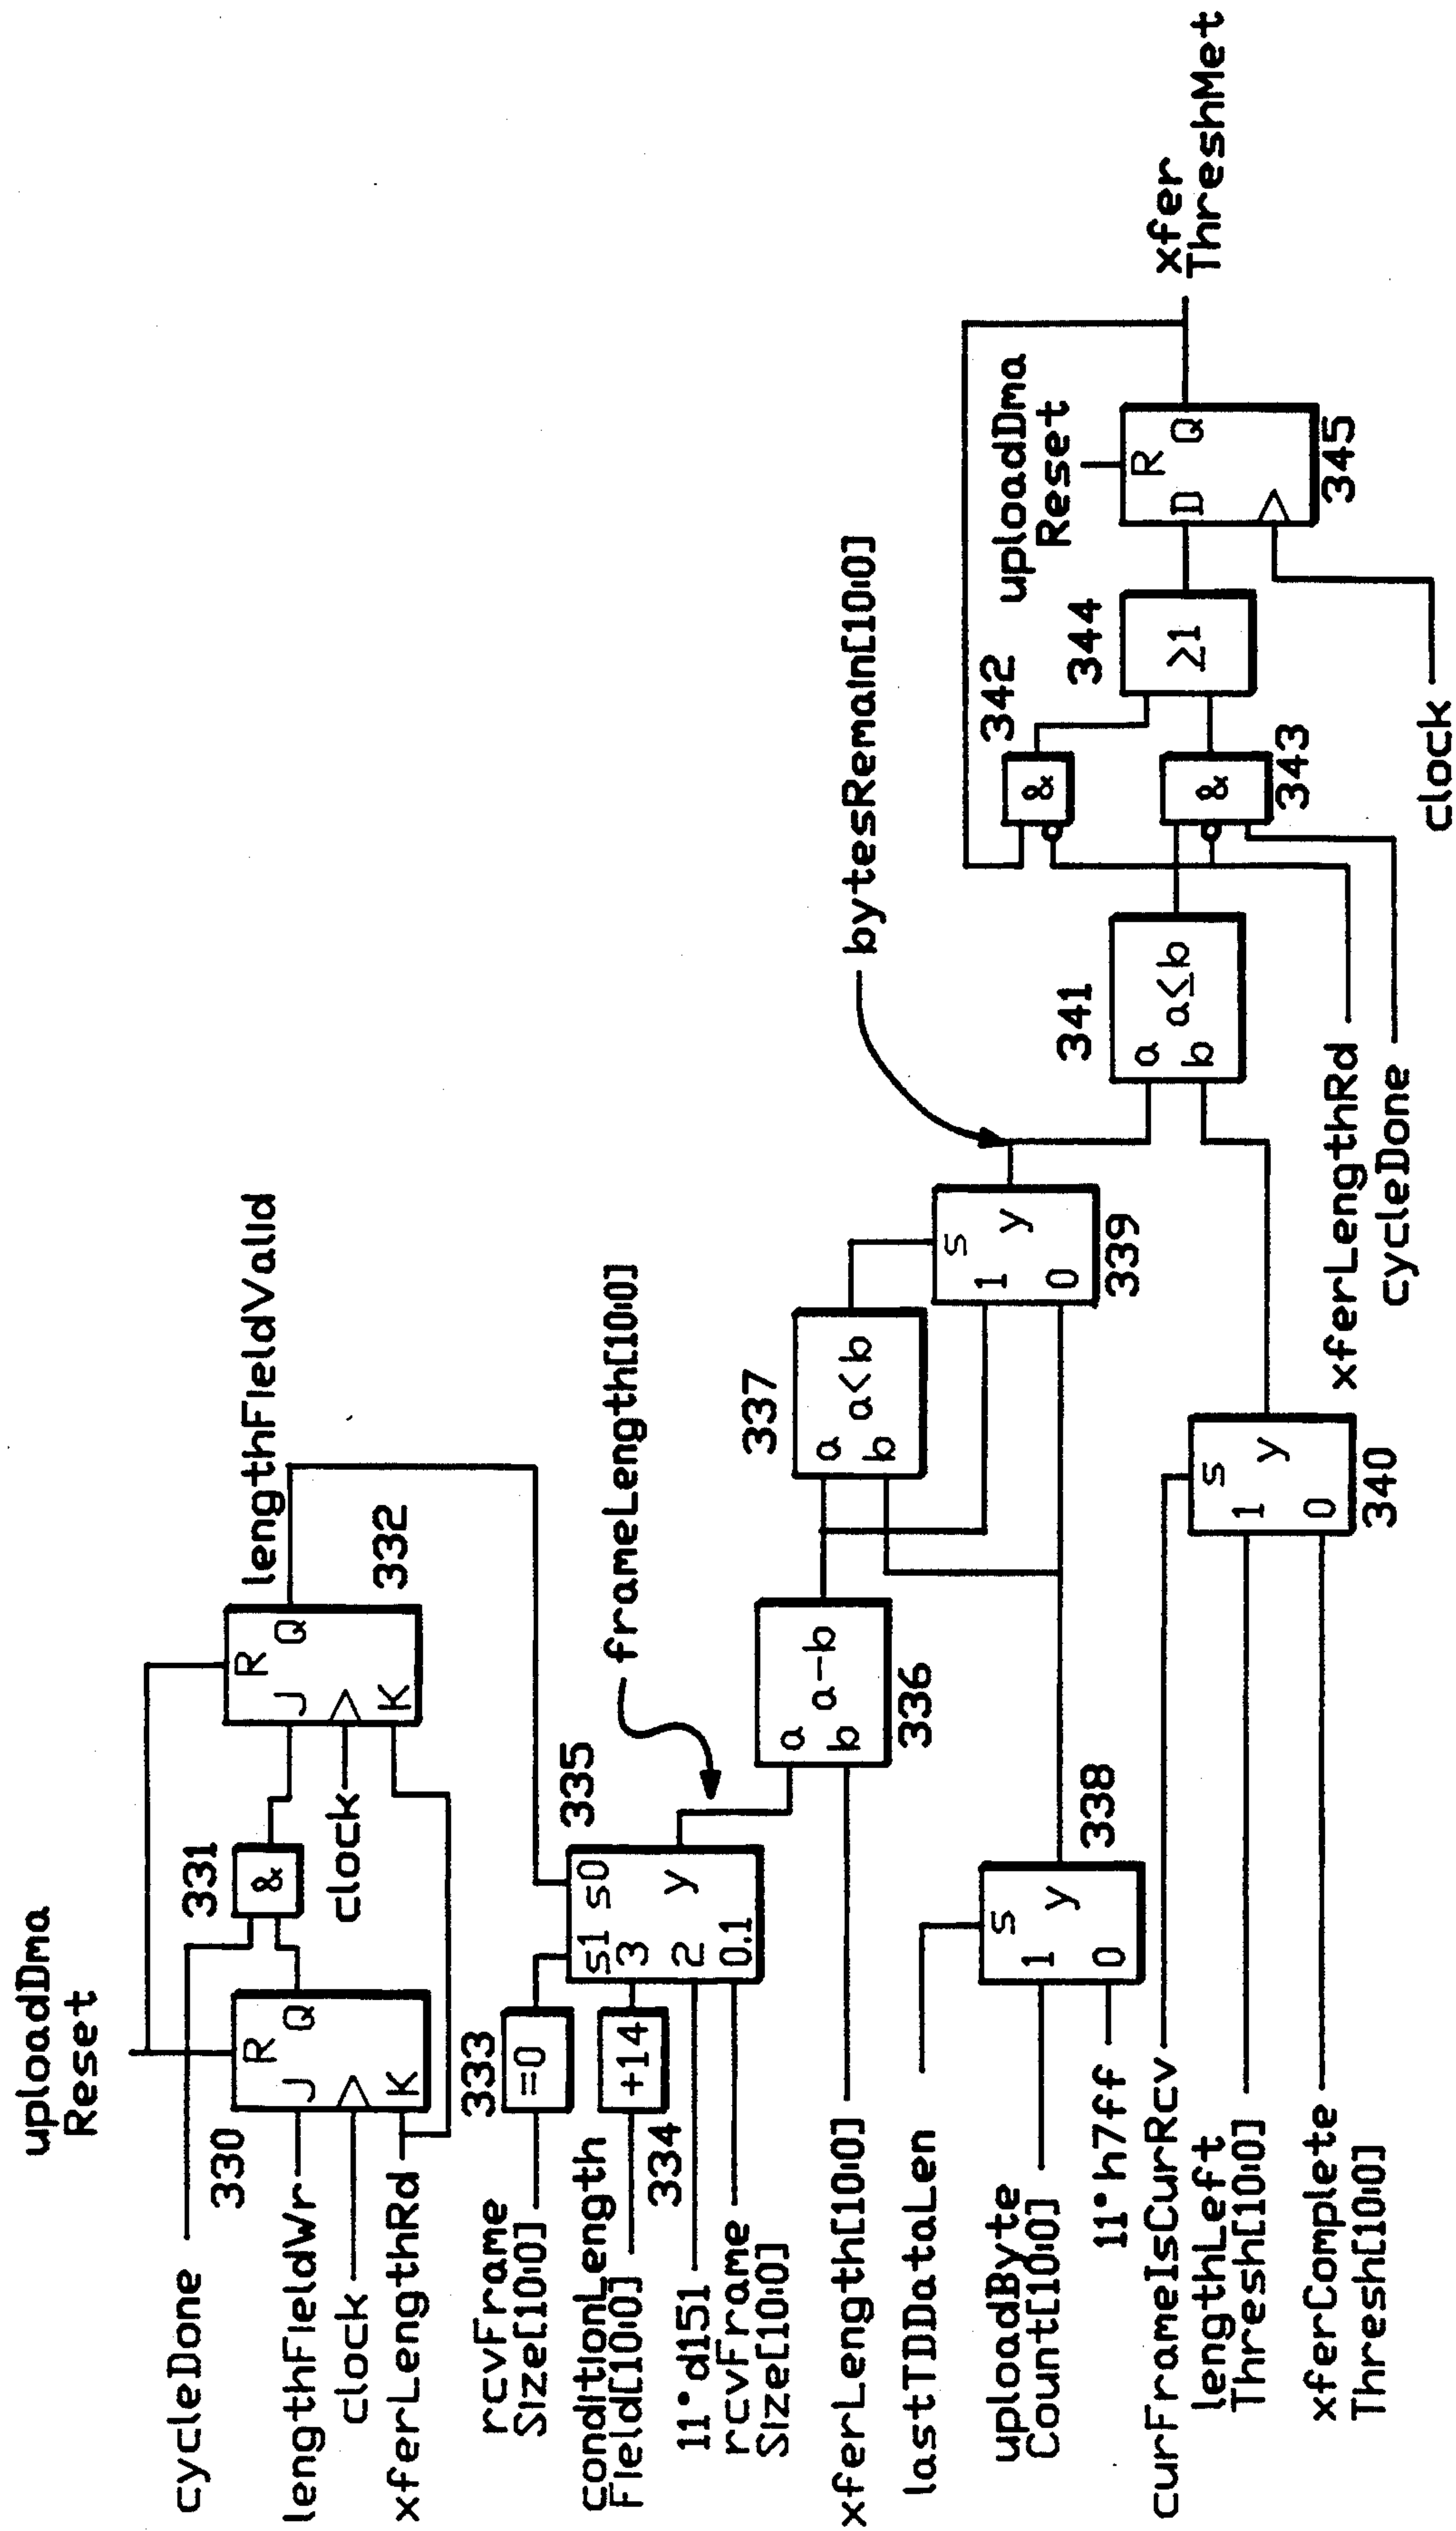 uploadDma
Reset
cycleDone
lengthFieldWr
clock
xferLengthRd
330
R
J
Q
K
331
&
clock
332
R
J
Q
K
lengthFieldValid
rcvFrame
Size[10:0]
333
=0
conditionLength
Field[10:0]
334
+14
11'd151
rcvFrame
Size[10:0]
335
s1 s0
3
2
y
0.1
frameLength[10:0]
xferLength[10:0]
336
a
b
a-b
337
a
b
a<b
lastTDDataLen
uploadByte
Count[10:0]
11'h7ff
338
s
1
y
0
339
s
1
y
0
bytesRemain[10:0]
curFrameIsCurRcv
lengthLeft
Thresh[10:0]
xferComplete
Thresh[10:0]
340
s
1
y
0
341
a
b
a≤b
xferLengthRd
cycleDone
342
&
343
&
344
≥1
uploadDma
Reset
R
D
Q
345
clock
xfer
ThreshMet